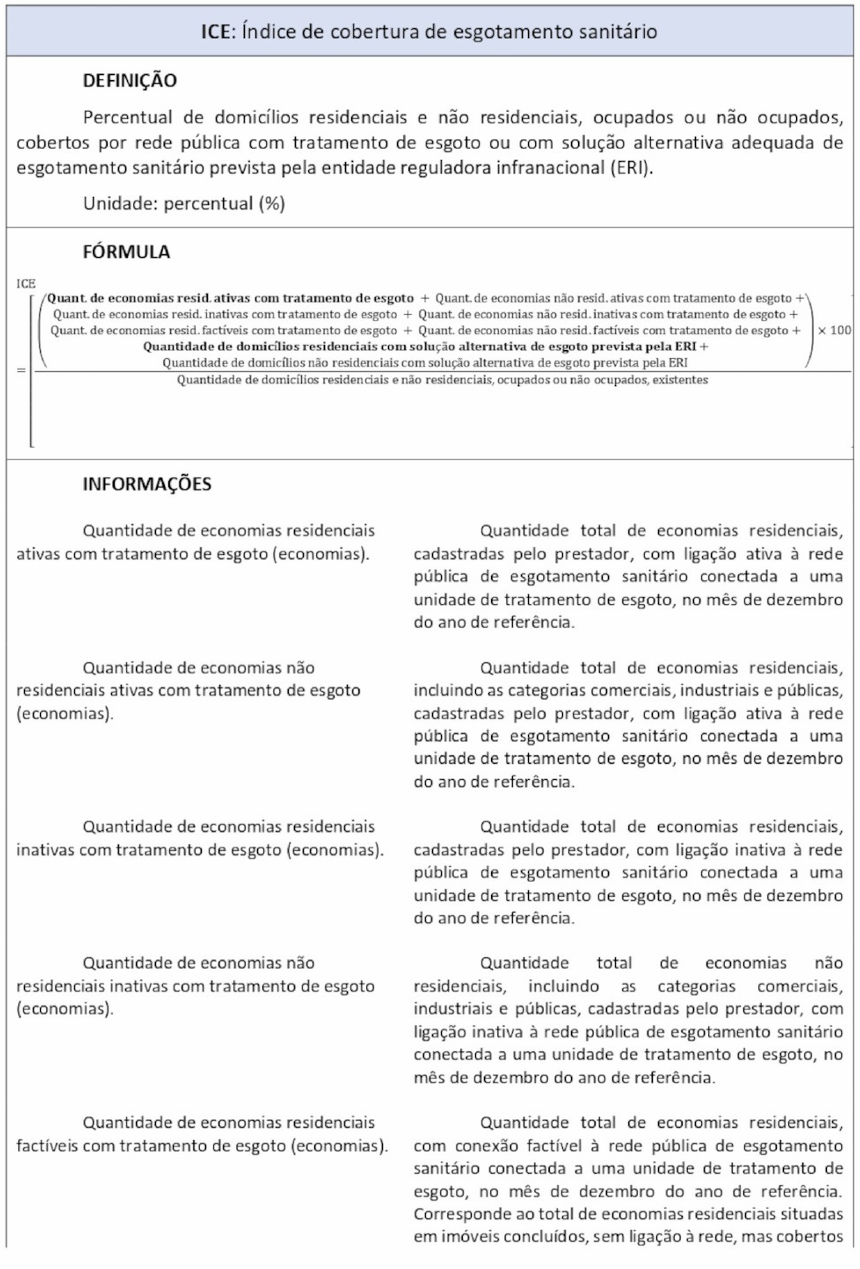 ICE: Índice de cobertura de esgotamento sanitário
DEFINIÇÃO
Percentual de domicílios residenciais e não residenciais, ocupados ou não ocupados,
cobertos por rede pública com tratamento de esgoto ou com solução alternativa adequada de
esgotamento sanitário prevista pela entidade reguladora infranacional (ERI).
Unidade: percentual (%)
FÓRMULA
ICE
Quant. de economias resid. ativas com tratamento de esgoto + Quant. de economias não resid. ativas com tratamento de esgoto +
Quant. de economias resid. inativas com tratamento de esgoto + Quant. de economias não resid. inativas com tratamento de esgoto +
Quant. de economias resid. factíveis com tratamento de esgoto + Quant. de economias não resid. factíveis com tratamento de esgoto + × 100
Quantidade de domicílios residenciais com solução alternativa de esgoto prevista pela ERI +
Quantidade de domicílios não residenciais com solução alternativa de esgoto prevista pela ERI
=
Quantidade de domicílios residenciais e não residenciais, ocupados ou não ocupados, existentes
INFORMAÇÕES
Quantidade de economias residenciais
ativas com tratamento de esgoto (economias).
Quantidade total de economias residenciais,
cadastradas pelo prestador, com ligação ativa à rede
pública de esgotamento sanitário conectada a uma
unidade de tratamento de esgoto, no mês de dezembro
do ano de referência.
Quantidade de economias não
residenciais ativas com tratamento de esgoto
(economias).
Quantidade total de economias residenciais,
incluindo as categorias comerciais, industriais e públicas,
cadastradas pelo prestador, com ligação ativa à rede
pública de esgotamento sanitário conectada a uma
unidade de tratamento de esgoto, no mês de dezembro
do ano de referência.
Quantidade de economias residenciais
inativas com tratamento de esgoto (economias).
Quantidade total de economias residenciais,
cadastradas pelo prestador, com ligação inativa à rede
pública de esgotamento sanitário conectada a uma
unidade de tratamento de esgoto, no mês de dezembro
do ano de referência.
Quantidade de economias não
residenciais inativas com tratamento de esgoto
(economias).
Quantidade total de economias não
residenciais, incluindo as categorias comerciais,
industriais e públicas, cadastradas pelo prestador, com
ligação inativa à rede pública de esgotamento sanitário
conectada a uma unidade de tratamento de esgoto, no
mês de dezembro do ano de referência.
Quantidade de economias residenciais
factíveis com tratamento de esgoto (economias).
Quantidade total de economias residenciais,
com conexão factível à rede pública de esgotamento
sanitário conectada a uma unidade de tratamento de
esgoto, no mês de dezembro do ano de referência.
Corresponde ao total de economias residenciais situadas
em imóveis concluídos, sem ligação à rede, mas cobertos